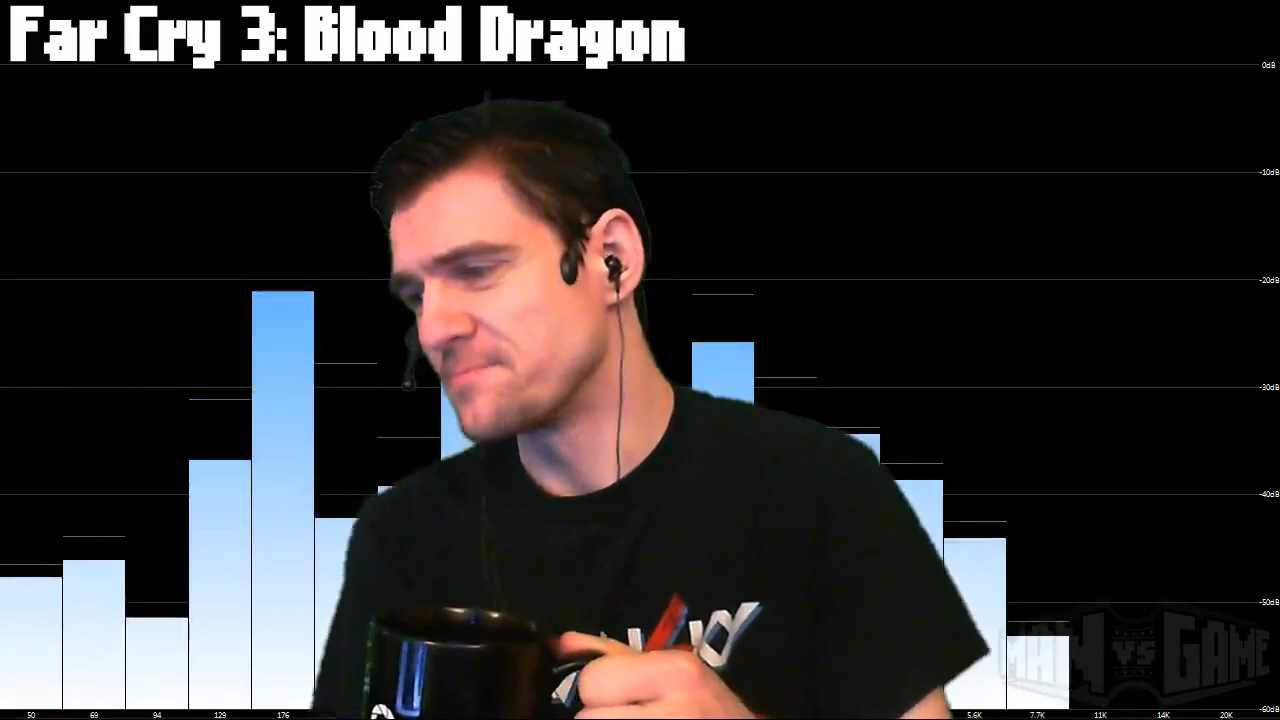 Far Cry 3: Blood Dragon
0dB
-10dB
-20dB
-30dB
-40dB
-50dB
MAN VS GAME
-60dB
50 69 94 129 176 5.6K 7.7K 11K 14K 20K